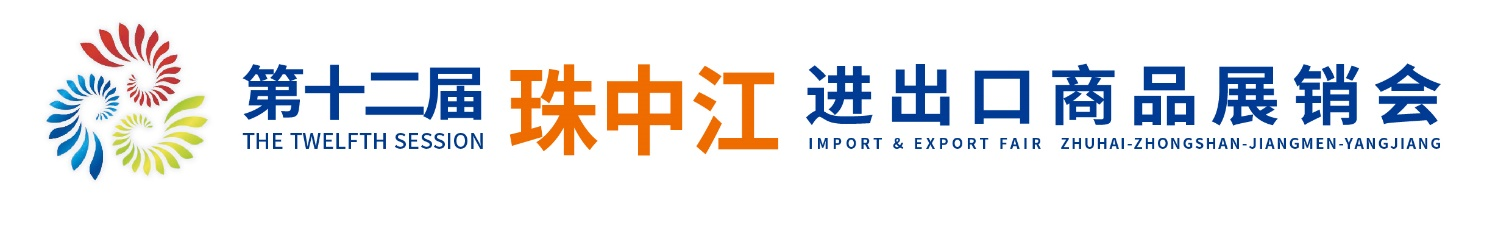 第十二届 珠中江 进出口商品展销会
THE TWELFTH SESSION IMPORT & EXPORT FAIR ZHUHAI-ZHONGSHAN-JIANGMEN-YANGJIANG